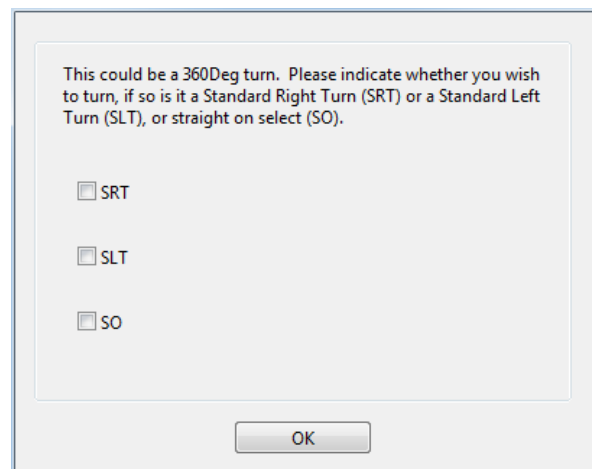 This could be a 360Deg turn.  Please indicate whether you wish
to turn, if so is it a Standard Right Turn (SRT) or a Standard Left
Turn (SLT), or straight on select (SO).
SRT
SLT
SO
OK